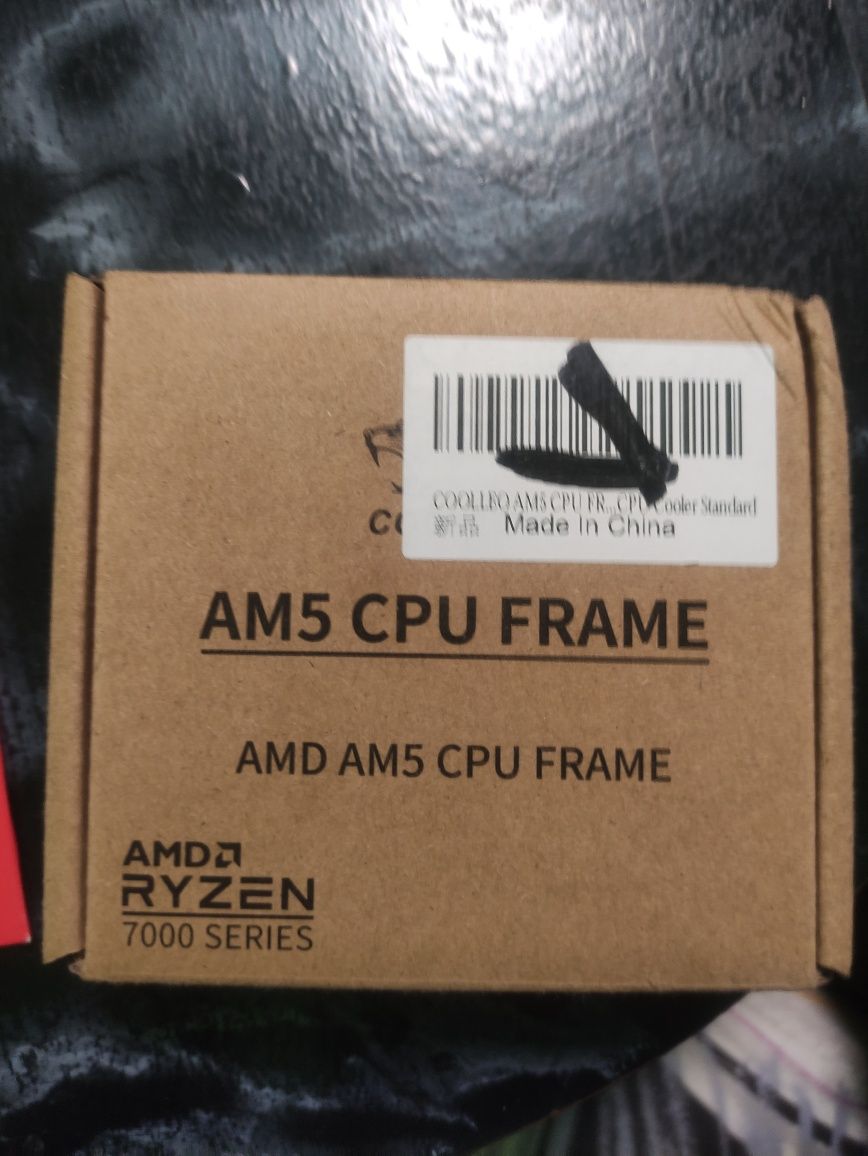 COOLLEO AM5 CPU FR...CPU Cooler Standard
新品 Made In China
CO
AM5 CPU FRAME
AMD AM5 CPU FRAME
AMD
RYZEN
7000 SERIES